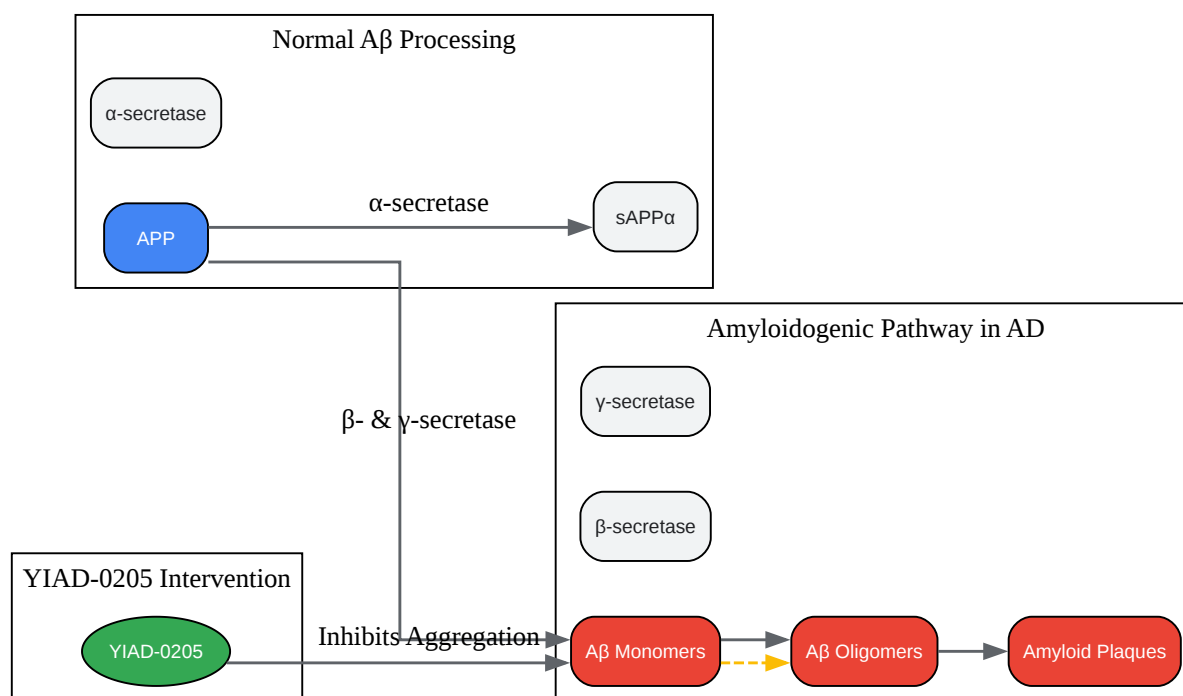 Normal Aβ Processing
α-secretase
α-secretase
APP
sAPPα
Amyloidogenic Pathway in AD
γ-secretase
β- & γ-secretase
β-secretase
YIAD-0205 Intervention
Inhibits Aggregation
YIAD-0205
Aβ Monomers
Aβ Oligomers
Amyloid Plaques